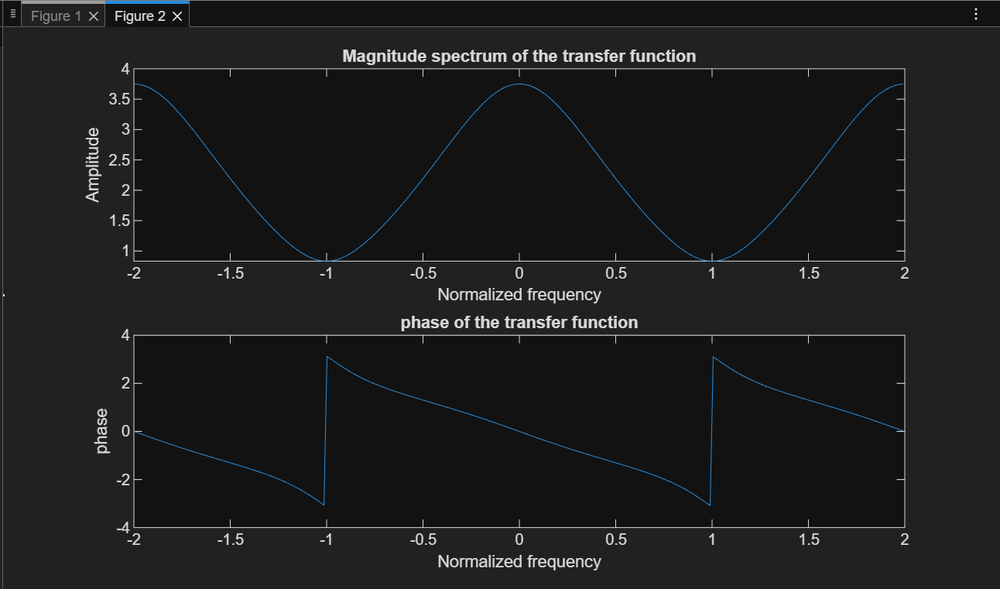 Figure 1
Figure 2
Magnitude spectrum of the transfer function
Amplitude
4
3.5
3
2.5
2
1.5
1
-2 -1.5 -1 -0.5 0 0.5 1 1.5 2
Normalized frequency
phase of the transfer function
phase
4
2
0
-2
-4
-2 -1.5 -1 -0.5 0 0.5 1 1.5 2
Normalized frequency